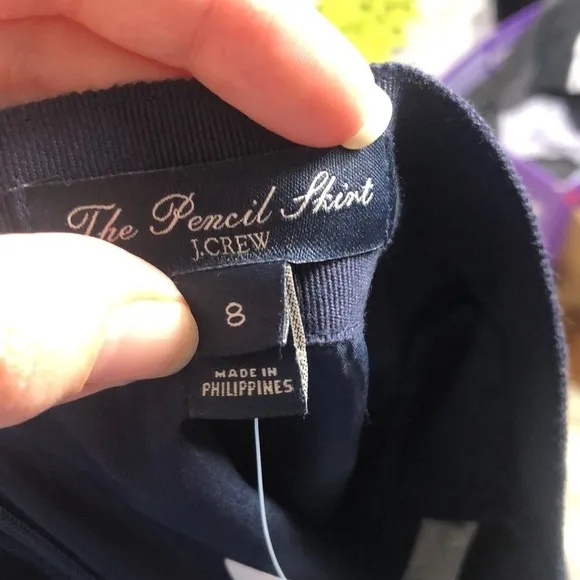 The Pencil Skirt
J.CREW
8
MADE IN
PHILIPPINES